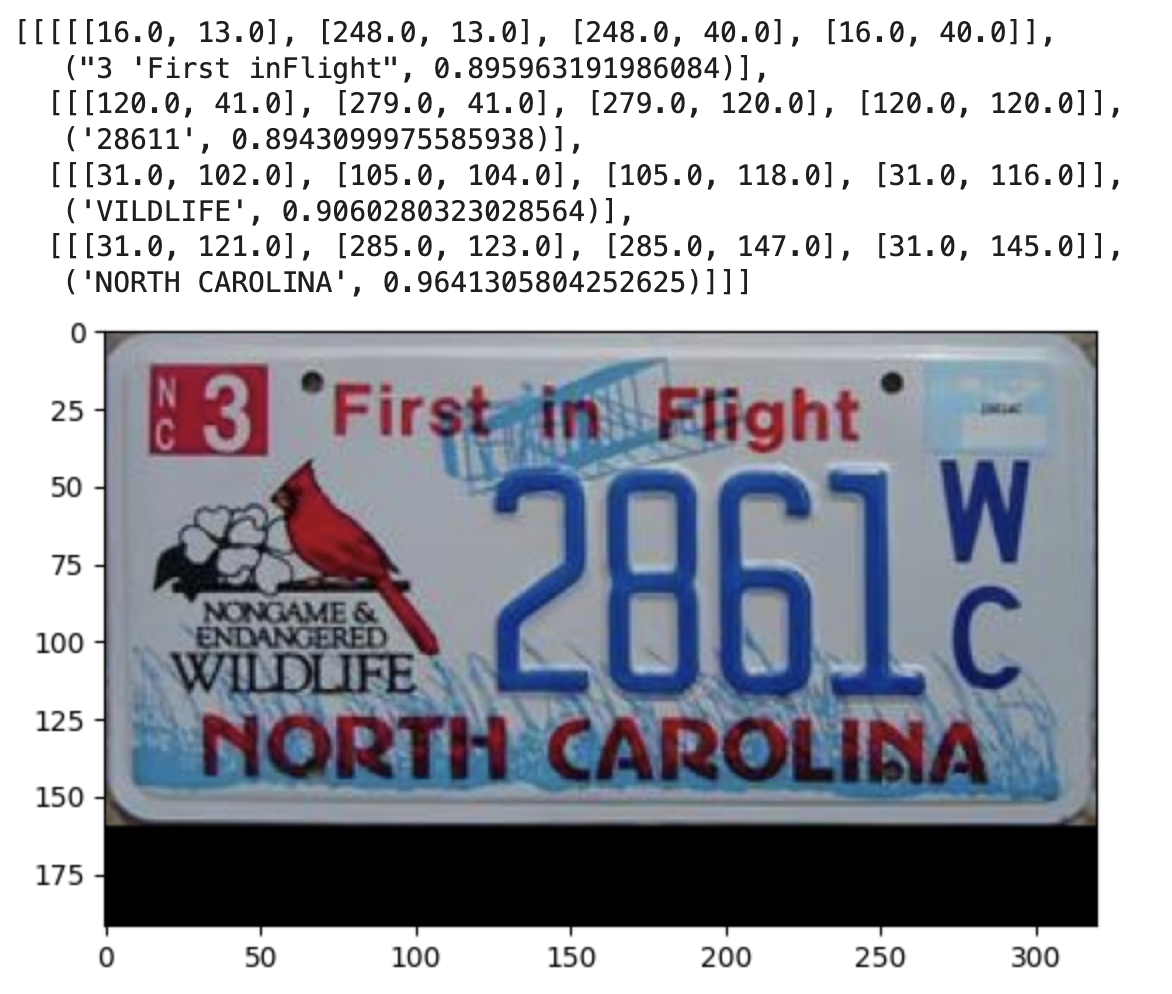 [[[[[16.0, 13.0], [248.0, 13.0], [248.0, 40.0], [16.0, 40.0]],
("3 'First inFlight", 0.895963191986084)],
[[[120.0, 41.0], [279.0, 41.0], [279.0, 120.0], [120.0, 120.0]],
('28611', 0.8943099975585938)],
[[[31.0, 102.0], [105.0, 104.0], [105.0, 118.0], [31.0, 116.0]],
('VILDLIFE', 0.9060280323028564)],
[[[31.0, 121.0], [285.0, 123.0], [285.0, 147.0], [31.0, 145.0]],
('NORTH CAROLINA', 0.9641305804252625)]]]
0
25
50
75
100
125
150
175
NC 3
First in Flight
2861
W
C
NONGAME &
ENDANGERED
WILDLIFE
NORTH CAROLINA
0 50 100 150 200 250 300